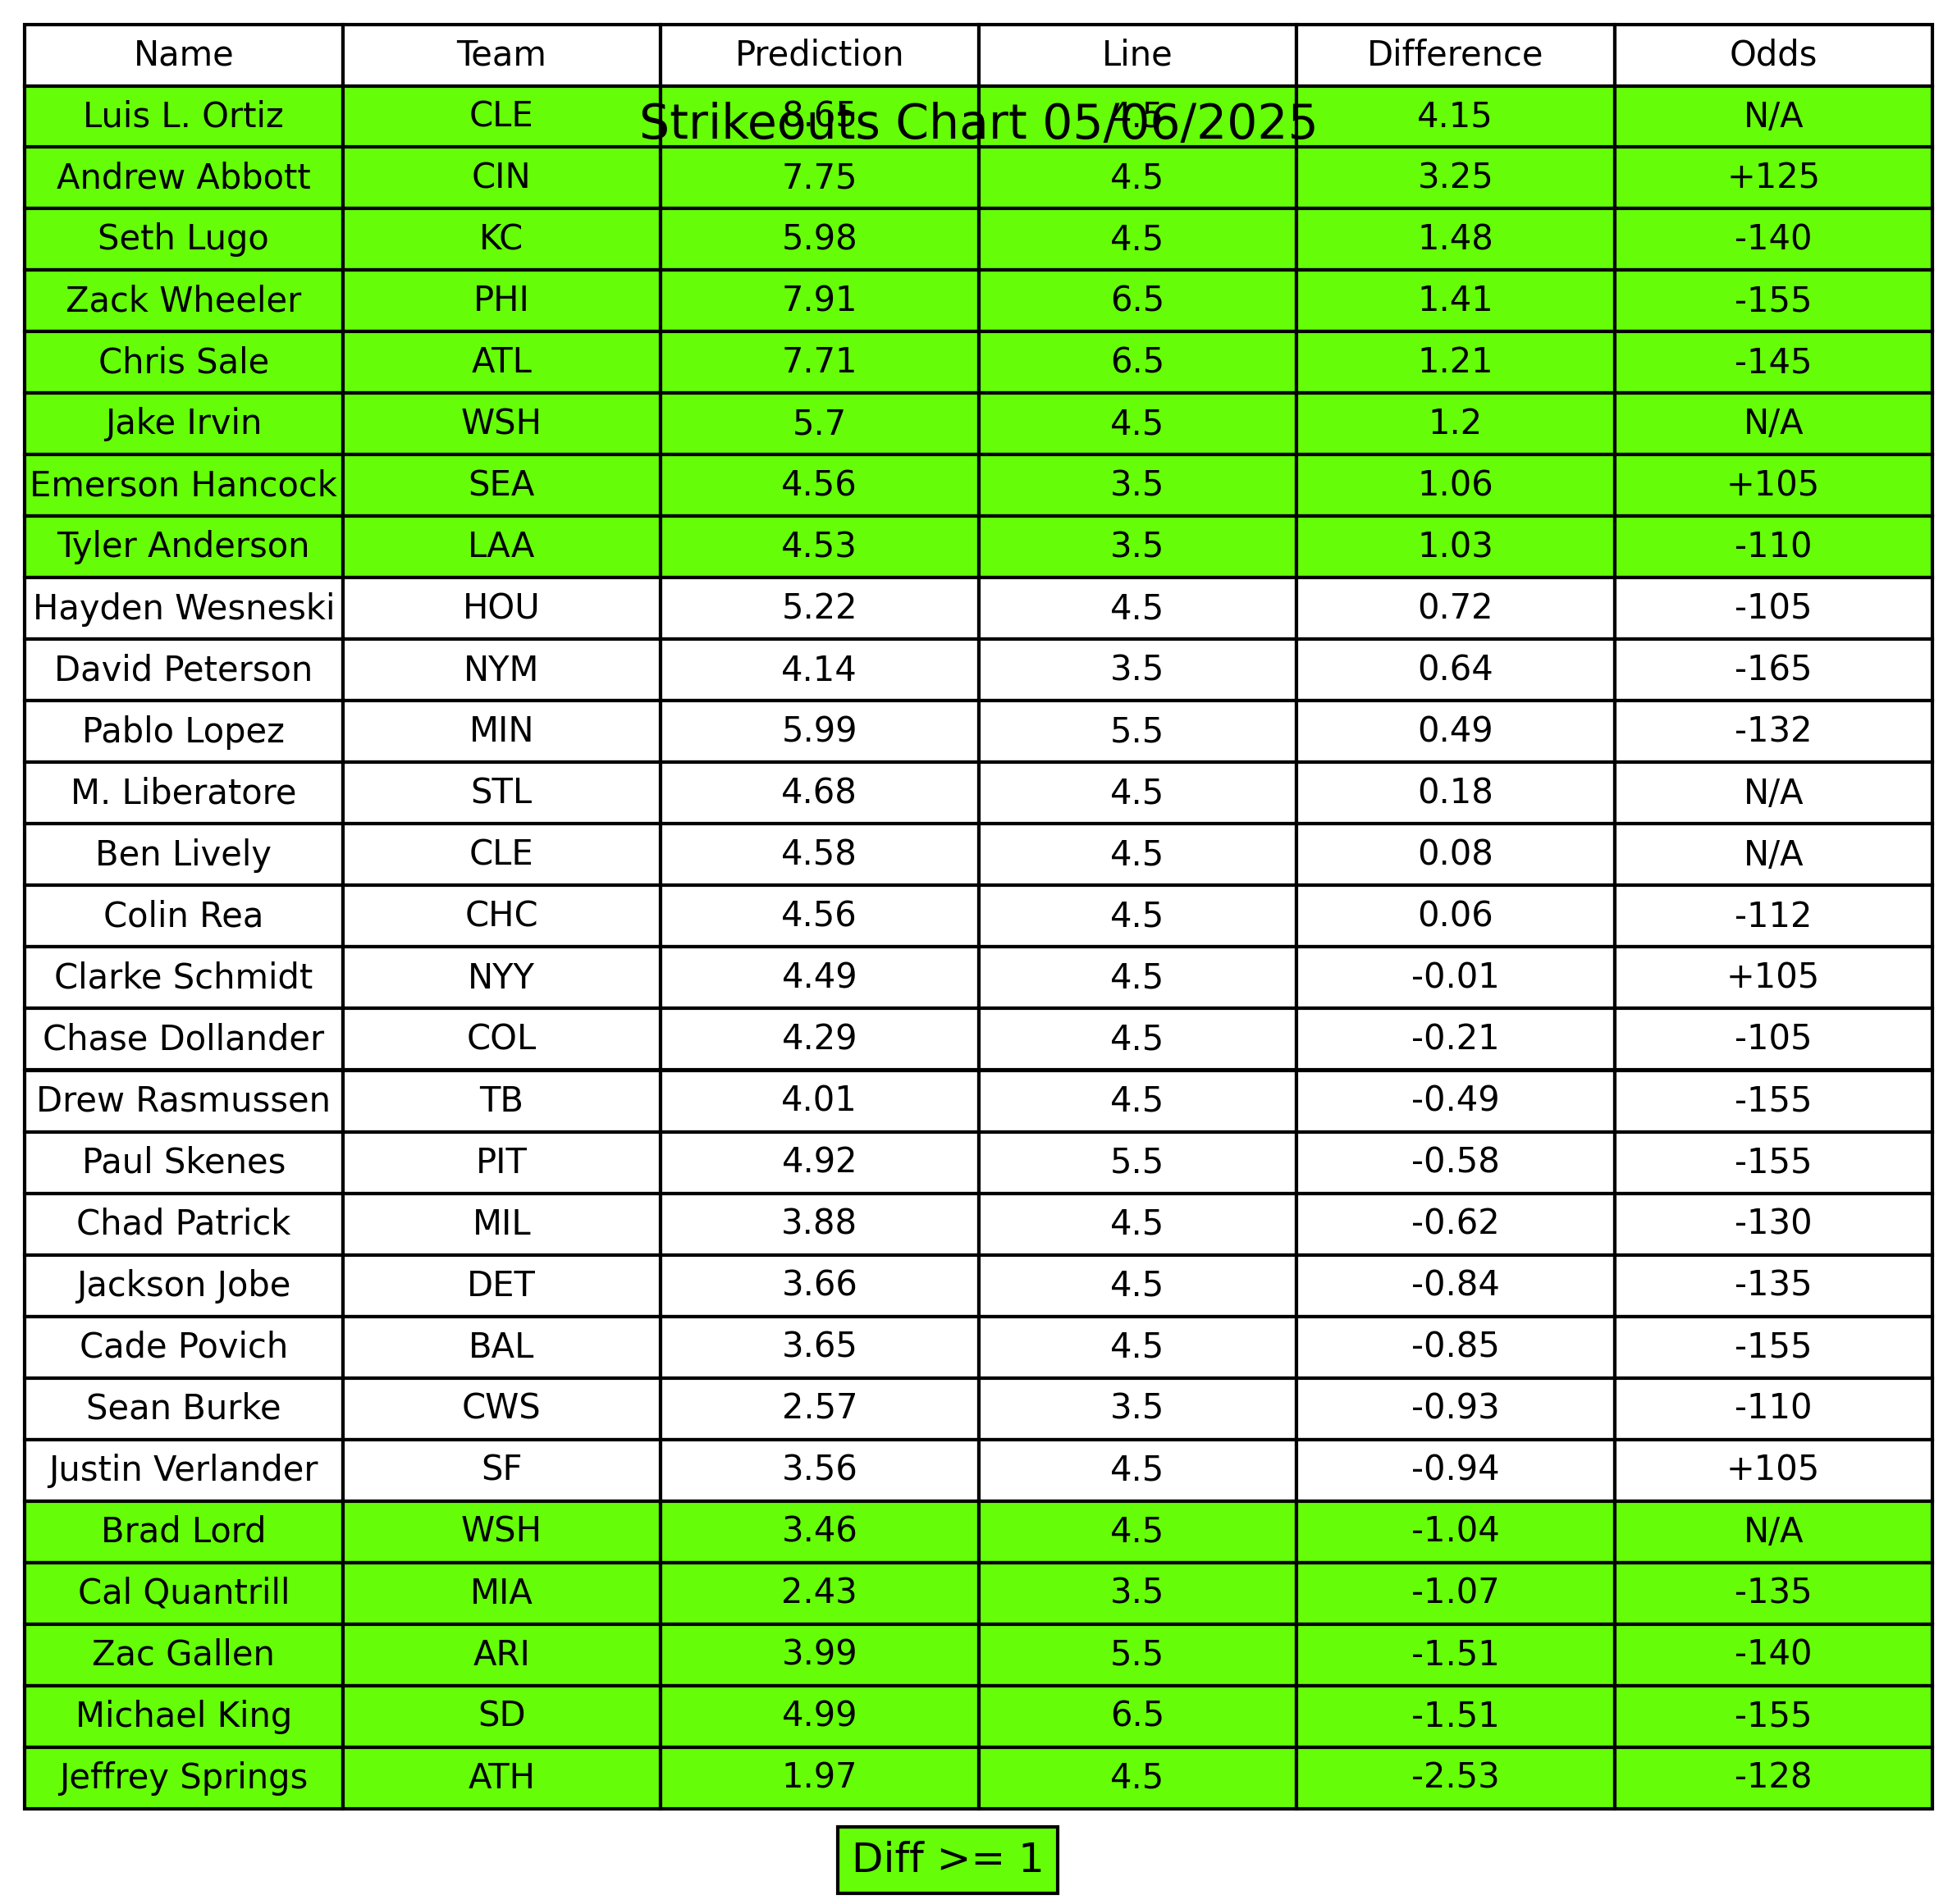 Name Team Prediction Line Difference Odds
Strikeouts Chart 05/06/2025
Luis L. Ortiz CLE 8.65 4.5 4.15 N/A
Andrew Abbott CIN 7.75 4.5 3.25 +125
Seth Lugo KC 5.98 4.5 1.48 -140
Zack Wheeler PHI 7.91 6.5 1.41 -155
Chris Sale ATL 7.71 6.5 1.21 -145
Jake Irvin WSH 5.7 4.5 1.2 N/A
Emerson Hancock SEA 4.56 3.5 1.06 +105
Tyler Anderson LAA 4.53 3.5 1.03 -110
Hayden Wesneski HOU 5.22 4.5 0.72 -105
David Peterson NYM 4.14 3.5 0.64 -165
Pablo Lopez MIN 5.99 5.5 0.49 -132
M. Liberatore STL 4.68 4.5 0.18 N/A
Ben Lively CLE 4.58 4.5 0.08 N/A
Colin Rea CHC 4.56 4.5 0.06 -112
Clarke Schmidt NYY 4.49 4.5 -0.01 +105
Chase Dollander COL 4.29 4.5 -0.21 -105
Drew Rasmussen TB 4.01 4.5 -0.49 -155
Paul Skenes PIT 4.92 5.5 -0.58 -155
Chad Patrick MIL 3.88 4.5 -0.62 -130
Jackson Jobe DET 3.66 4.5 -0.84 -135
Cade Povich BAL 3.65 4.5 -0.85 -155
Sean Burke CWS 2.57 3.5 -0.93 -110
Justin Verlander SF 3.56 4.5 -0.94 +105
Brad Lord WSH 3.46 4.5 -1.04 N/A
Cal Quantrill MIA 2.43 3.5 -1.07 -135
Zac Gallen ARI 3.99 5.5 -1.51 -140
Michael King SD 4.99 6.5 -1.51 -155
Jeffrey Springs ATH 1.97 4.5 -2.53 -128
Diff >= 1